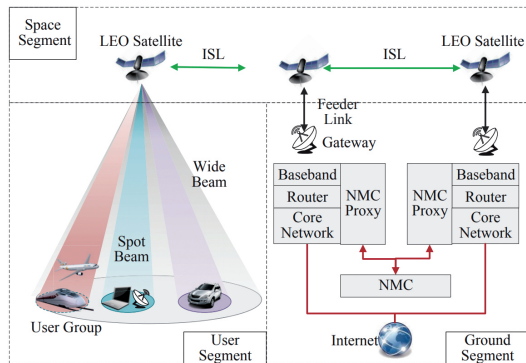 Space
Segment
LEO Satellite
ISL
ISL
LEO Satellite
Feeder
Link
Gateway
Wide
Beam
Spot
Beam
User Group
User
Segment
Baseband
Router
Core
Network
NMC
Proxy
NMC
Proxy
Baseband
Router
Core
Network
NMC
Internet
Ground
Segment